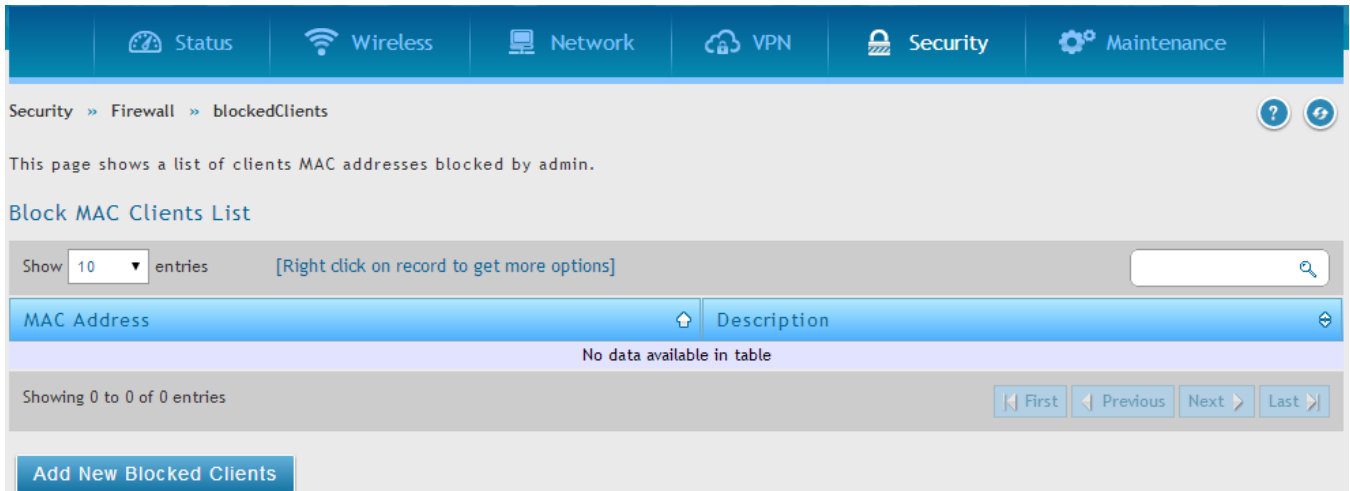 Status Wireless Network VPN Security Maintenance
Security » Firewall » blockedClients
?
This page shows a list of clients MAC addresses blocked by admin.
Block MAC Clients List
Show 10 entries [Right click on record to get more options]
MAC Address Description
No data available in table
Showing 0 to 0 of 0 entries First Previous Next Last
Add New Blocked Clients